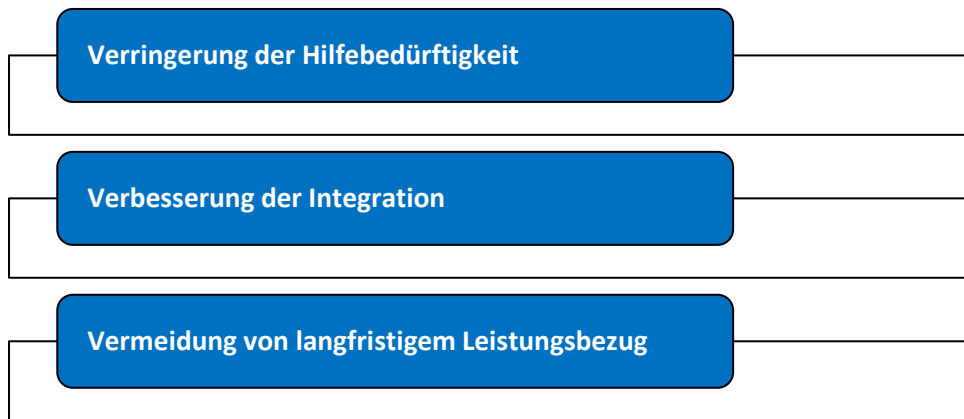 Verringerung der Hilfebedürftigkeit
Verbesserung der Integration
Vermeidung von langfristigem Leistungsbezug